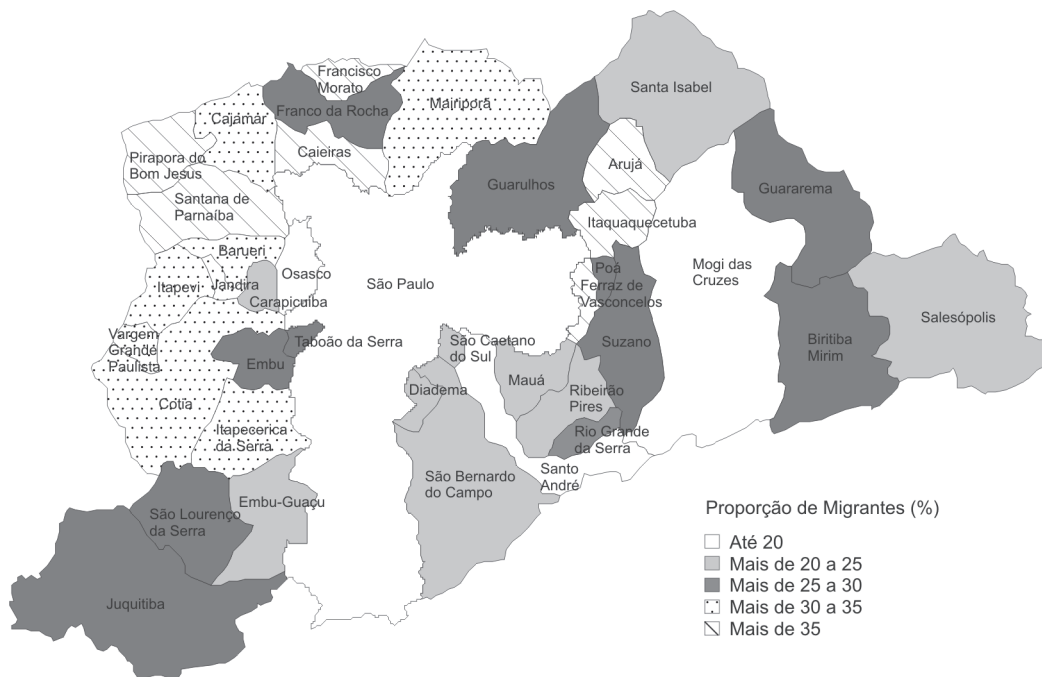 Francisco
Morato
Franco da Rocha
Mairiporã
Santa Isabel
Cajamar
Caieiras
Pirapora do
Bom Jesus
Arujá
Guarulhos
Guararema
Santana de
Parnaíba
Itaquaquecetuba
Barueri
Itapevi
Jandira
Osasco
Carapicuíba
São Paulo
Poá
Ferraz de
Vasconcelos
Mogi das
Cruzes
Salesópolis
Vargem
Grande
Paulista
Taboão da Serra
Embu
São Caetano
do Sul
Suzano
Biritiba
Mirim
Cotia
Diadema
Mauá
Ribeirão
Pires
Itapecerica
da Serra
Rio Grande
da Serra
São Bernardo
do Campo
Santo
André
Embu-Guaçu
São Lourenço
da Serra
Juquitiba
Proporção de Migrantes (%)
Até 20
Mais de 20 a 25
Mais de 25 a 30
Mais de 30 a 35
Mais de 35